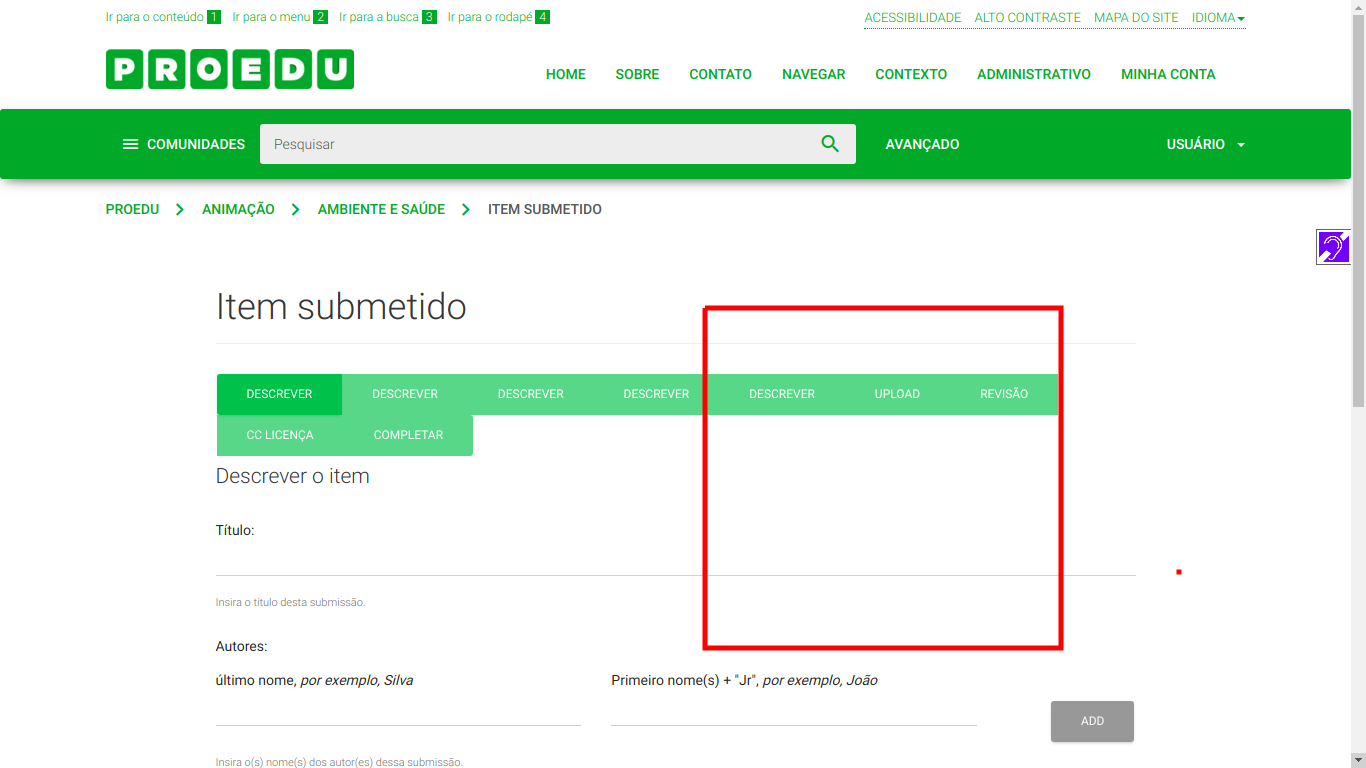 Ir para o conteúdo 1 Ir para o menu 2 Ir para a busca 3 Ir para o rodapé 4 ACESSIBILIDADE ALTO CONTRASTE MAPA DO SITE IDIOMA
PROEDU HOME SOBRE CONTATO NAVEGAR CONTEXTO ADMINISTRATIVO MINHA CONTA
COMUNIDADES Pesquisar AVANÇADO USUÁRIO
PROEDU ANIMAÇÃO AMBIENTE E SAÚDE ITEM SUBMETIDO
Item submetido
DESCREVER DESCREVER DESCREVER DESCREVER DESCREVER UPLOAD REVISÃO
CC LICENÇA COMPLETAR
Descrever o item
Título:
Insira o título desta submissão.
Autores:
último nome, por exemplo, Silva Primeiro nome(s) + "Jr", por exemplo, João
ADD
Insira o(s) nome(s) dos autor(es) dessa submissão.